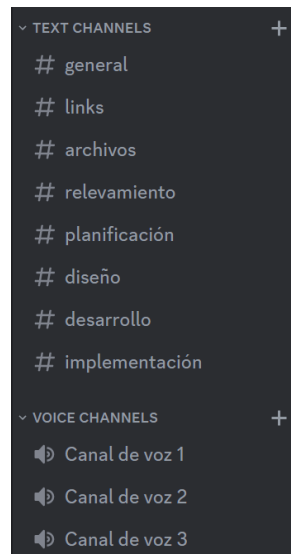 TEXT CHANNELS +
# general
# links
# archivos
# relevamiento
# planificación
# diseño
# desarrollo
# implementación
VOICE CHANNELS +
Canal de voz 1
Canal de voz 2
Canal de voz 3